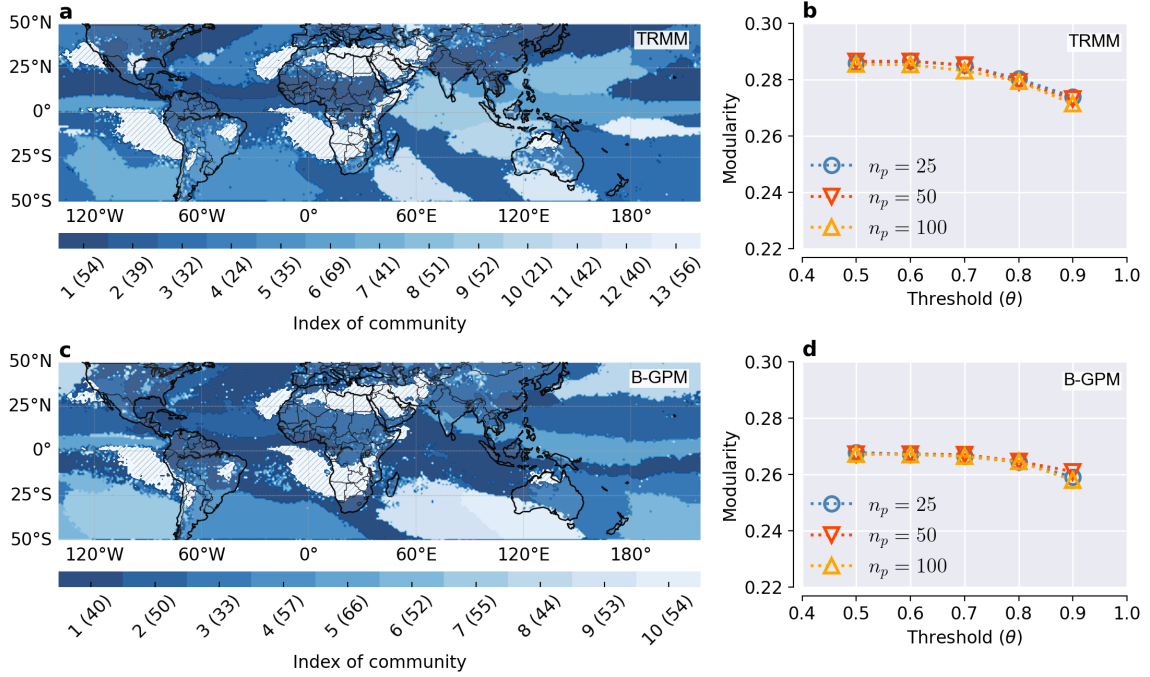 a
50°N
25°N
0°
25°S
50°S
TRMM
120°W 60°W 0° 60°E 120°E 180°
1 (54) 2 (39) 3 (32) 4 (24) 5 (35) 6 (69) 7 (41) 8 (51) 9 (52) 10 (21) 11 (42) 12 (40) 13 (56)
Index of community
b
TRMM
Modularity
0.30
0.28
0.26
0.24
0.22
n_p = 25
n_p = 50
n_p = 100
0.4 0.5 0.6 0.7 0.8 0.9 1.0
Threshold (θ)
c
50°N
25°N
0°
25°S
50°S
B-GPM
120°W 60°W 0° 60°E 120°E 180°
1 (40) 2 (50) 3 (33) 4 (57) 5 (66) 6 (52) 7 (55) 8 (44) 9 (53) 10 (54)
Index of community
d
B-GPM
Modularity
0.30
0.28
0.26
0.24
0.22
n_p = 25
n_p = 50
n_p = 100
0.4 0.5 0.6 0.7 0.8 0.9 1.0
Threshold (θ)